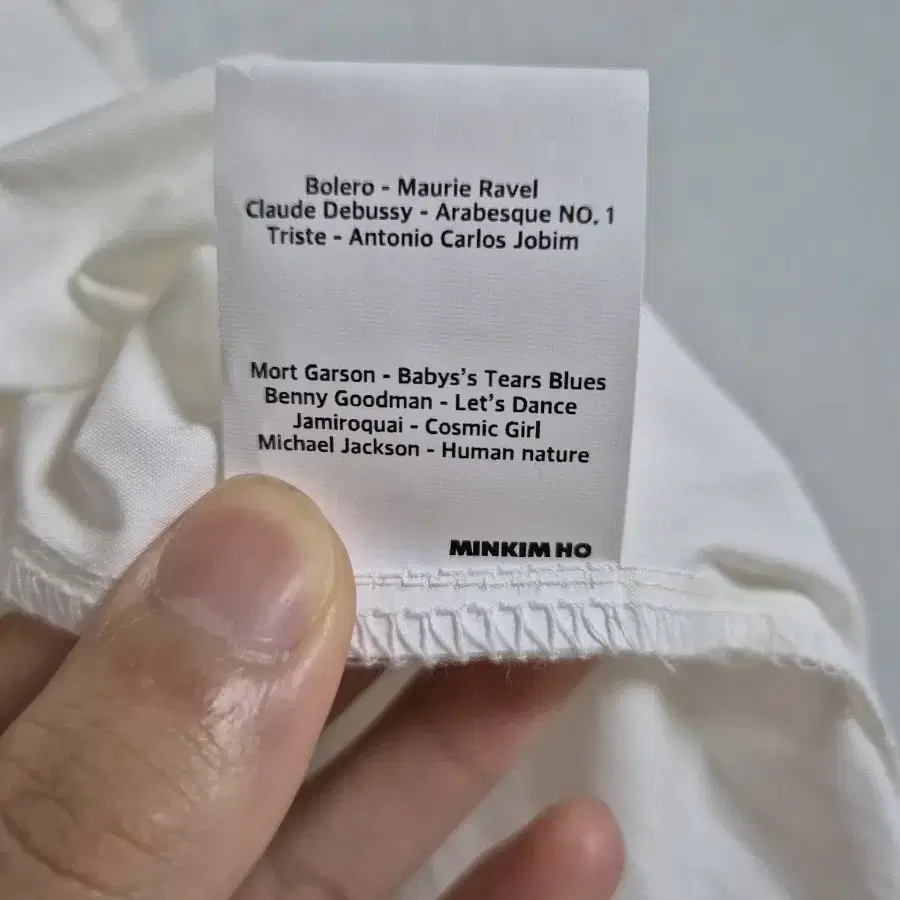 Bolero - Maurie Ravel
Claude Debussy - Arabesque NO. 1
Triste - Antonio Carlos Jobim
Mort Garson - Babys's Tears Blues
Benny Goodman - Let's Dance
Jamiroquai - Cosmic Girl
Michael Jackson - Human nature
MINKIM HO